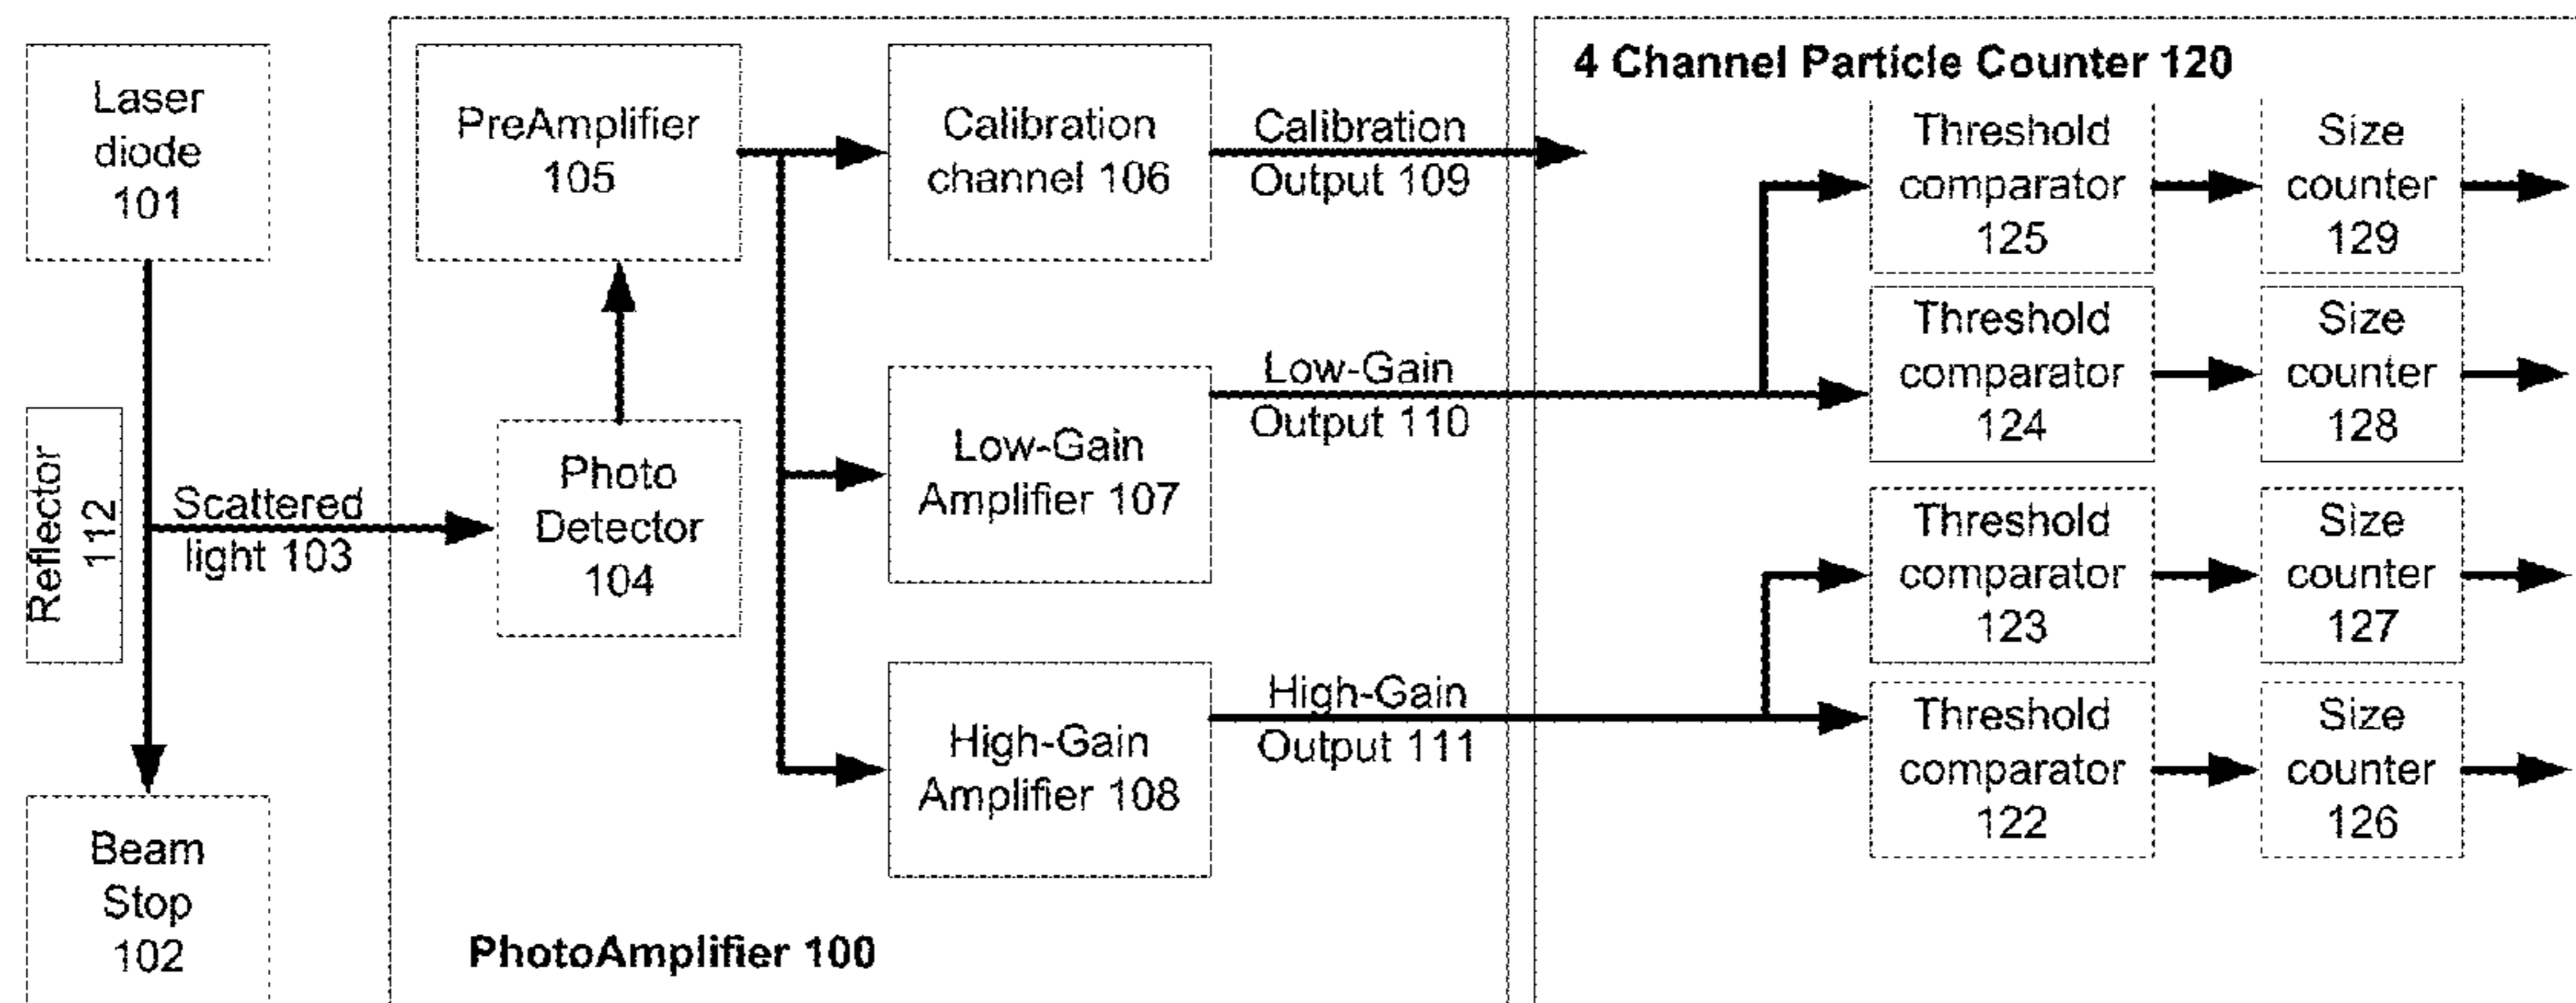 Laser
diode
101
Reflector
112
Scattered
light 103
Beam
Stop
102
PreAmplifier
105
Photo
Detector
104
Calibration
channel 106
Low-Gain
Amplifier 107
High-Gain
Amplifier 108
PhotoAmplifier 100
Calibration
Output 109
Low-Gain
Output 110
High-Gain
Output 111
4 Channel Particle Counter 120
Threshold
comparator
125
Size
counter
129
Threshold
comparator
124
Size
counter
128
Threshold
comparator
123
Size
counter
127
Threshold
comparator
122
Size
counter
126